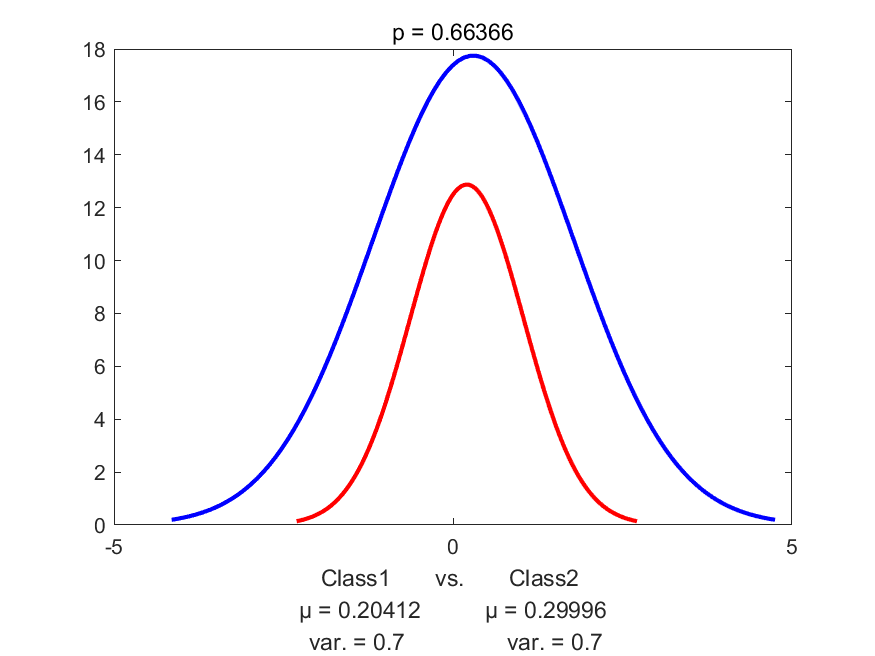 p = 0.66366
18
16
14
12
10
8
6
4
2
0
-5 0 5
Class1 vs. Class2
μ = 0.20412 μ = 0.29996
var. = 0.7 var. = 0.7